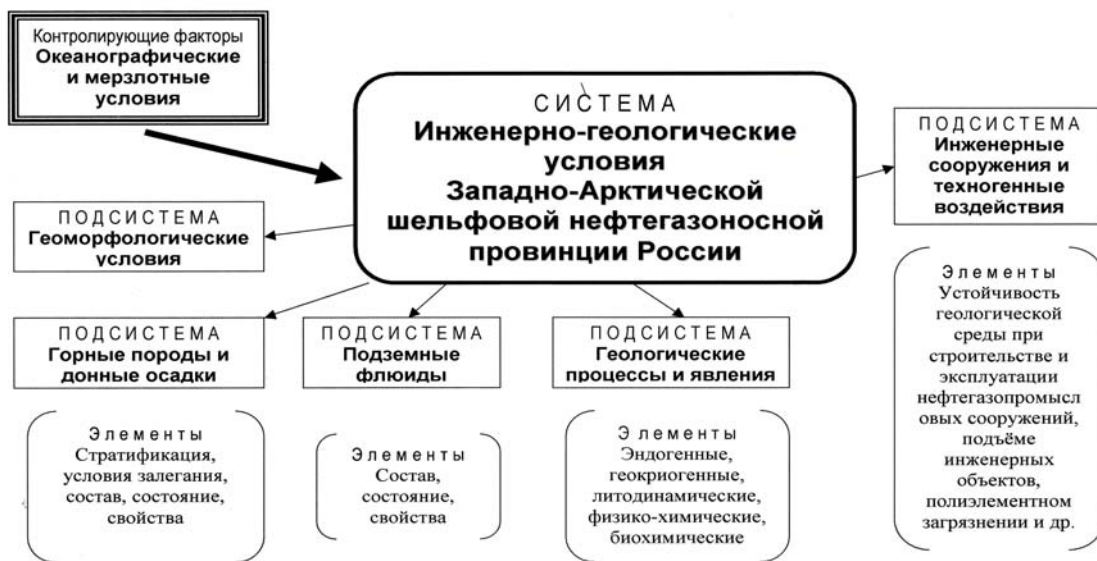 Контролирующие факторы
Океанографические
и мерзлотные
условия
СИСТЕМА
Инженерно-геологические
условия
Западно-Арктической
шельфовой нефтегазоносной
провинции России
ПОДСИСТЕМА
Инженерные
сооружения и
техногенные
воздействия
ПОДСИСТЕМА
Геоморфологические
условия
ПОДСИСТЕМА
Горные породы и
донные осадки
ПОДСИСТЕМА
Подземные
флюиды
ПОДСИСТЕМА
Геологические
процессы и явления
Элементы
Стратификация,
условия залегания,
состав, состояние,
свойства
Элементы
Состав,
состояние,
свойства
Элементы
Эндогенные,
геокриогенные,
литодинамические,
физико-химические,
биохимические
Элементы
Устойчивость
геологической
среды при
строительстве и
эксплуатации
нефтегазопромысл
овых сооружений,
подъёме
инженерных
объектов,
полиэлементном
загрязнении и др.